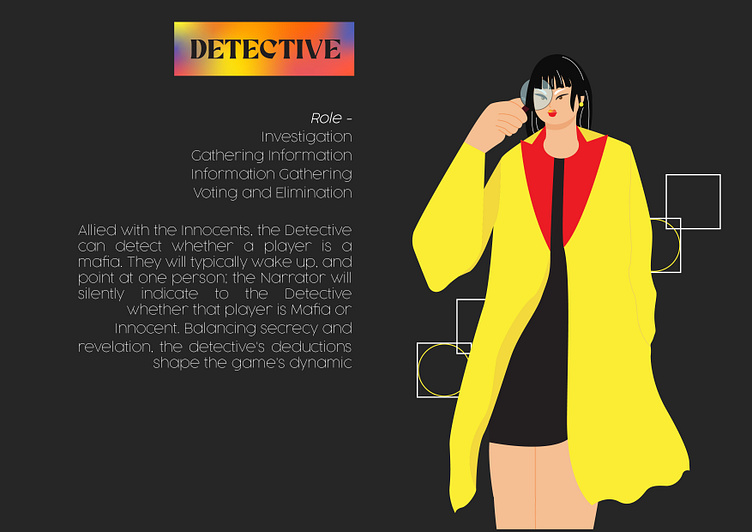 DETECTIVE
Role -
Investigation
Gathering Information
Information Gathering
Voting and Elimination
Allied with the Innocents, the Detective
can detect whether a player is a
mafia. They will typically wake up, and
point at one person; the Narrator will
silently indicate to the Detective
whether that player is Mafia or
Innocent. Balancing secrecy and
revelation, the detective's deductions
shape the game's dynamic